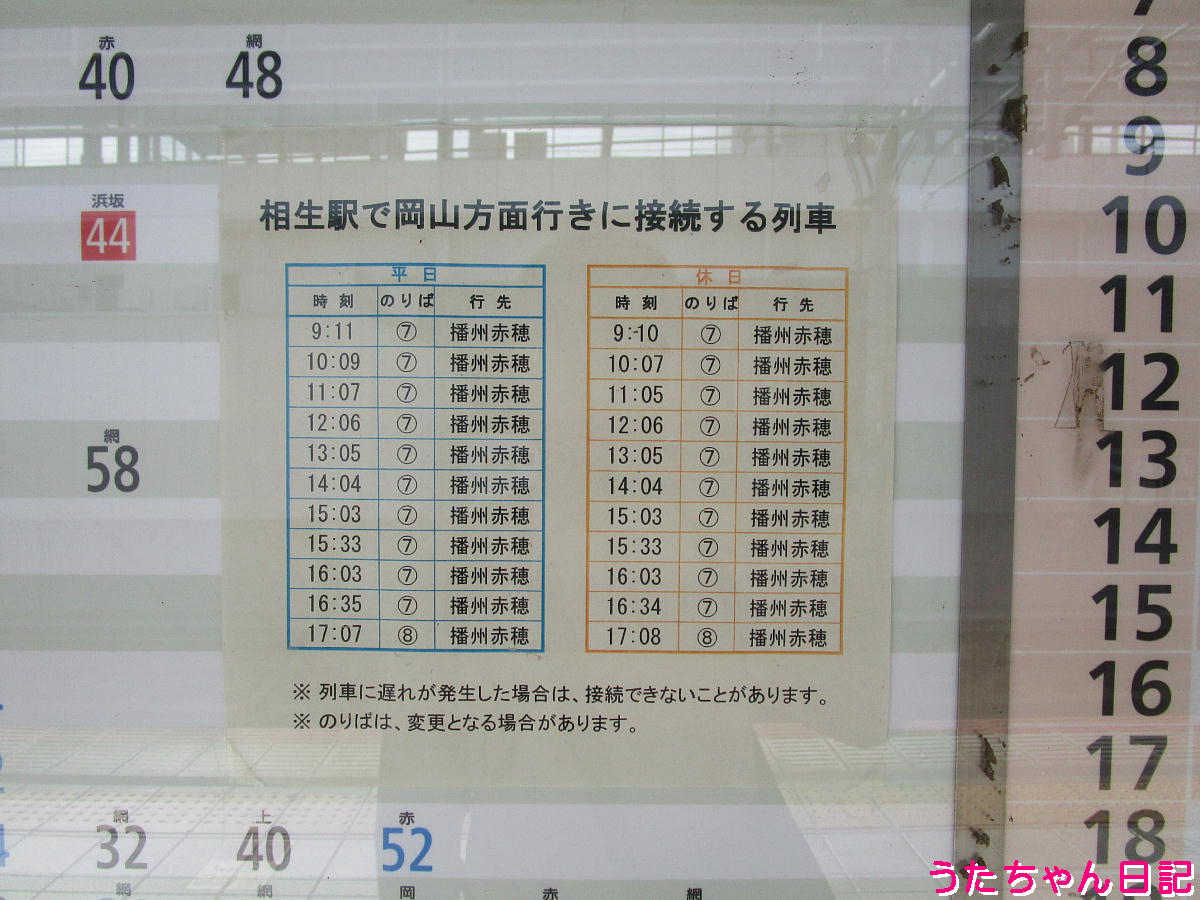 赤 網
40 48
浜坂
44
相生駅で岡山方面行きに接続する列車
平日
時刻 のりば 行先
9:11 ⑦ 播州赤穂
10:09 ⑦ 播州赤穂
11:07 ⑦ 播州赤穂
12:06 ⑦ 播州赤穂
13:05 ⑦ 播州赤穂
14:04 ⑦ 播州赤穂
15:03 ⑦ 播州赤穂
15:33 ⑦ 播州赤穂
16:03 ⑦ 播州赤穂
16:35 ⑦ 播州赤穂
17:07 ⑧ 播州赤穂
休日
時刻 のりば 行先
9:10 ⑦ 播州赤穂
10:07 ⑦ 播州赤穂
11:05 ⑦ 播州赤穂
12:06 ⑦ 播州赤穂
13:05 ⑦ 播州赤穂
14:04 ⑦ 播州赤穂
15:03 ⑦ 播州赤穂
15:33 ⑦ 播州赤穂
16:03 ⑦ 播州赤穂
16:34 ⑦ 播州赤穂
17:08 ⑧ 播州赤穂
※ 列車に遅れが発生した場合は、接続できないことがあります。
※ のりばは、変更となる場合があります。
網
58
網 上 赤
32 40 52
網 網 岡 赤 網
8
9
10
11
12
13
14
15
16
17
18
うたちゃん日記